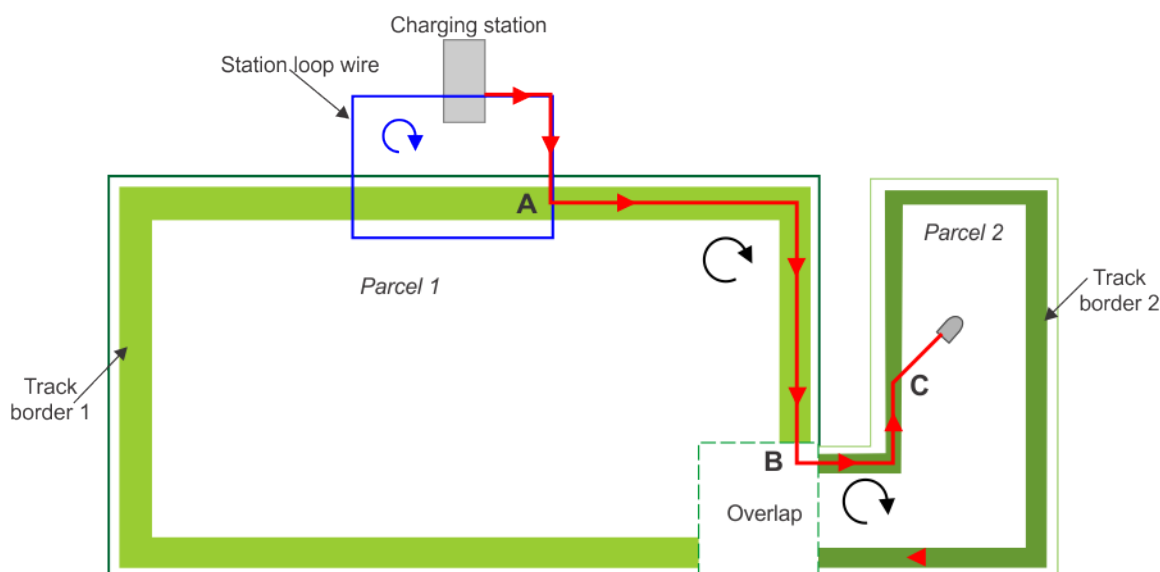 Charging station
Station loop wire
A
Parcel 1
Parcel 2
Track
border 2
Track
border 1
C
B
Overlap